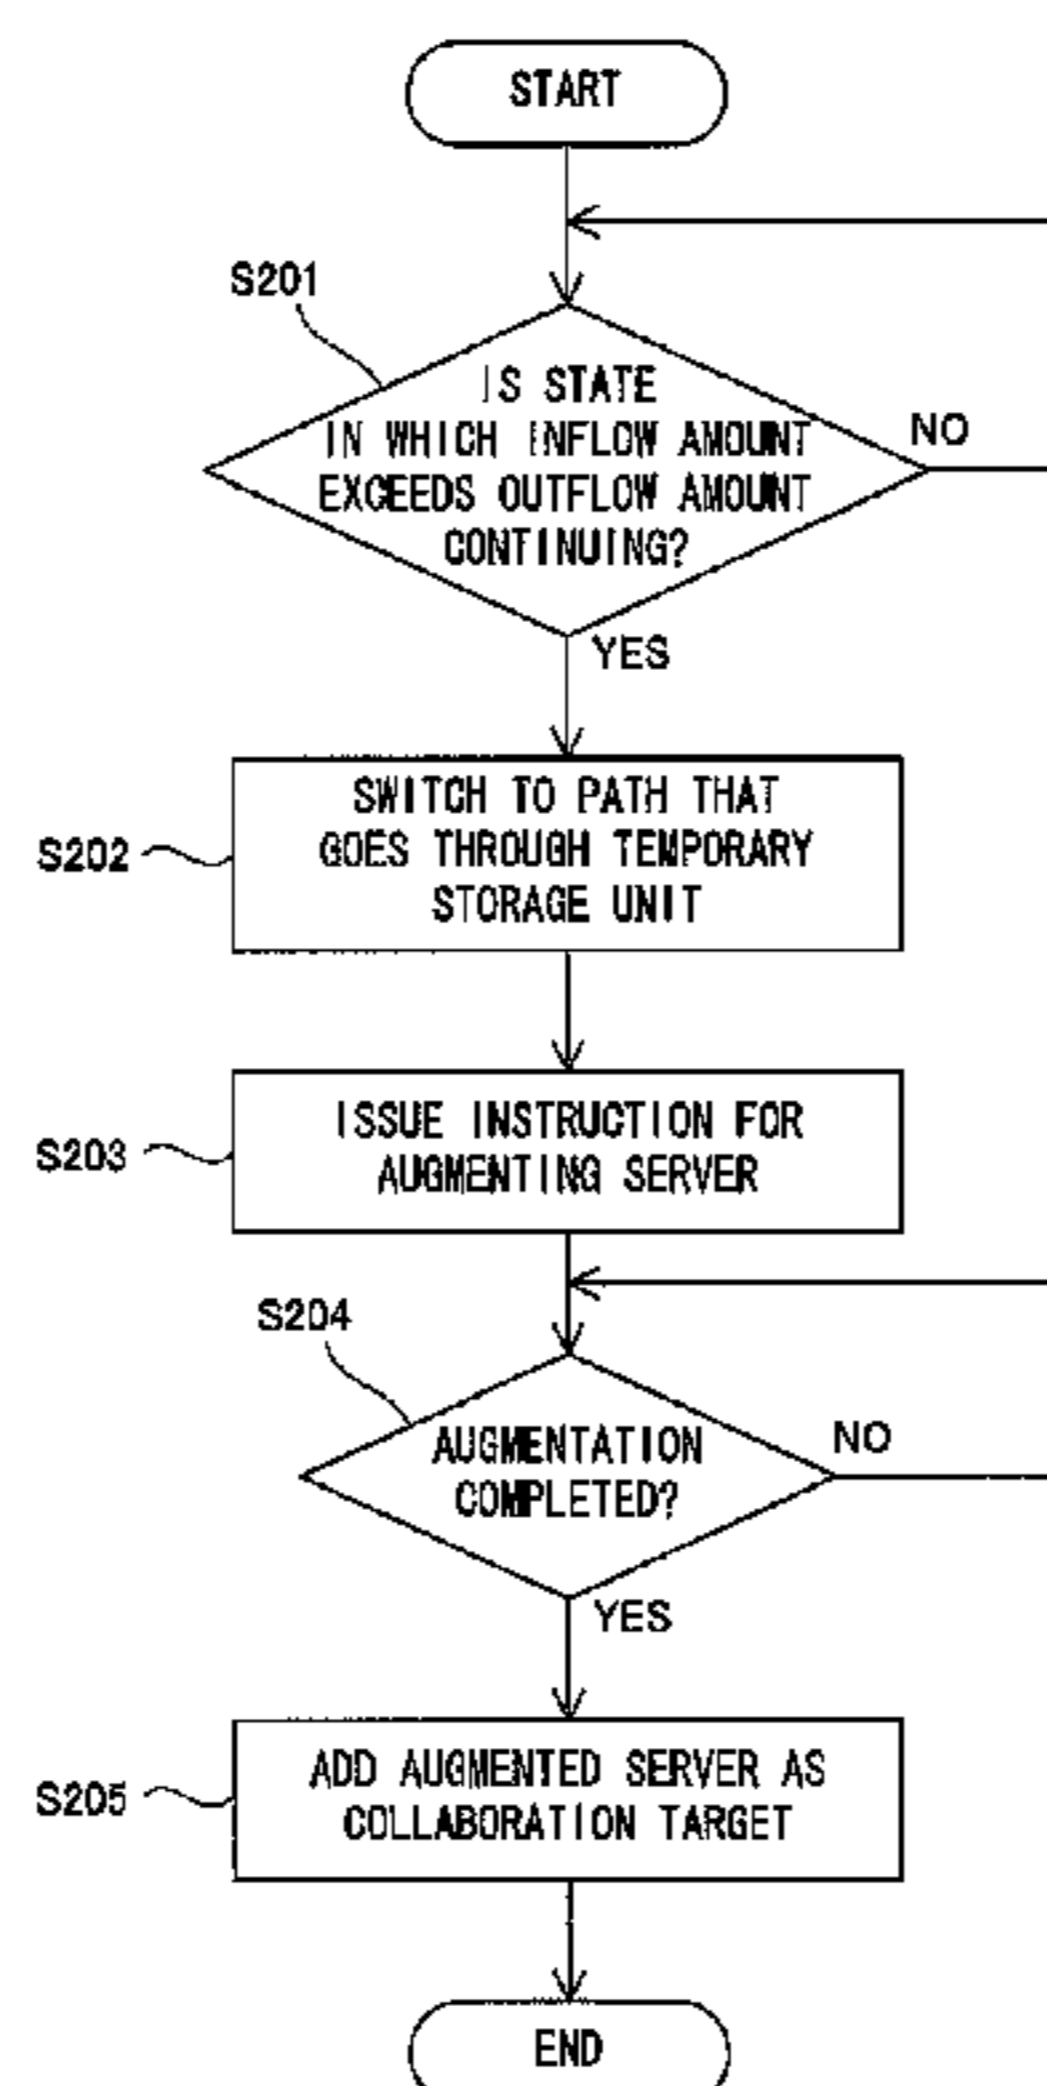 START
S201
IS STATE
IN WHICH INFLOW AMOUNT
EXCEEDS OUTFLOW AMOUNT
CONTINUING?
NO
YES
S202
SWITCH TO PATH THAT
GOES THROUGH TEMPORARY
STORAGE UNIT
S203
ISSUE INSTRUCTION FOR
AUGMENTING SERVER
S204
AUGMENTATION
COMPLETED?
NO
YES
S205
ADD AUGMENTED SERVER AS
COLLABORATION TARGET
END